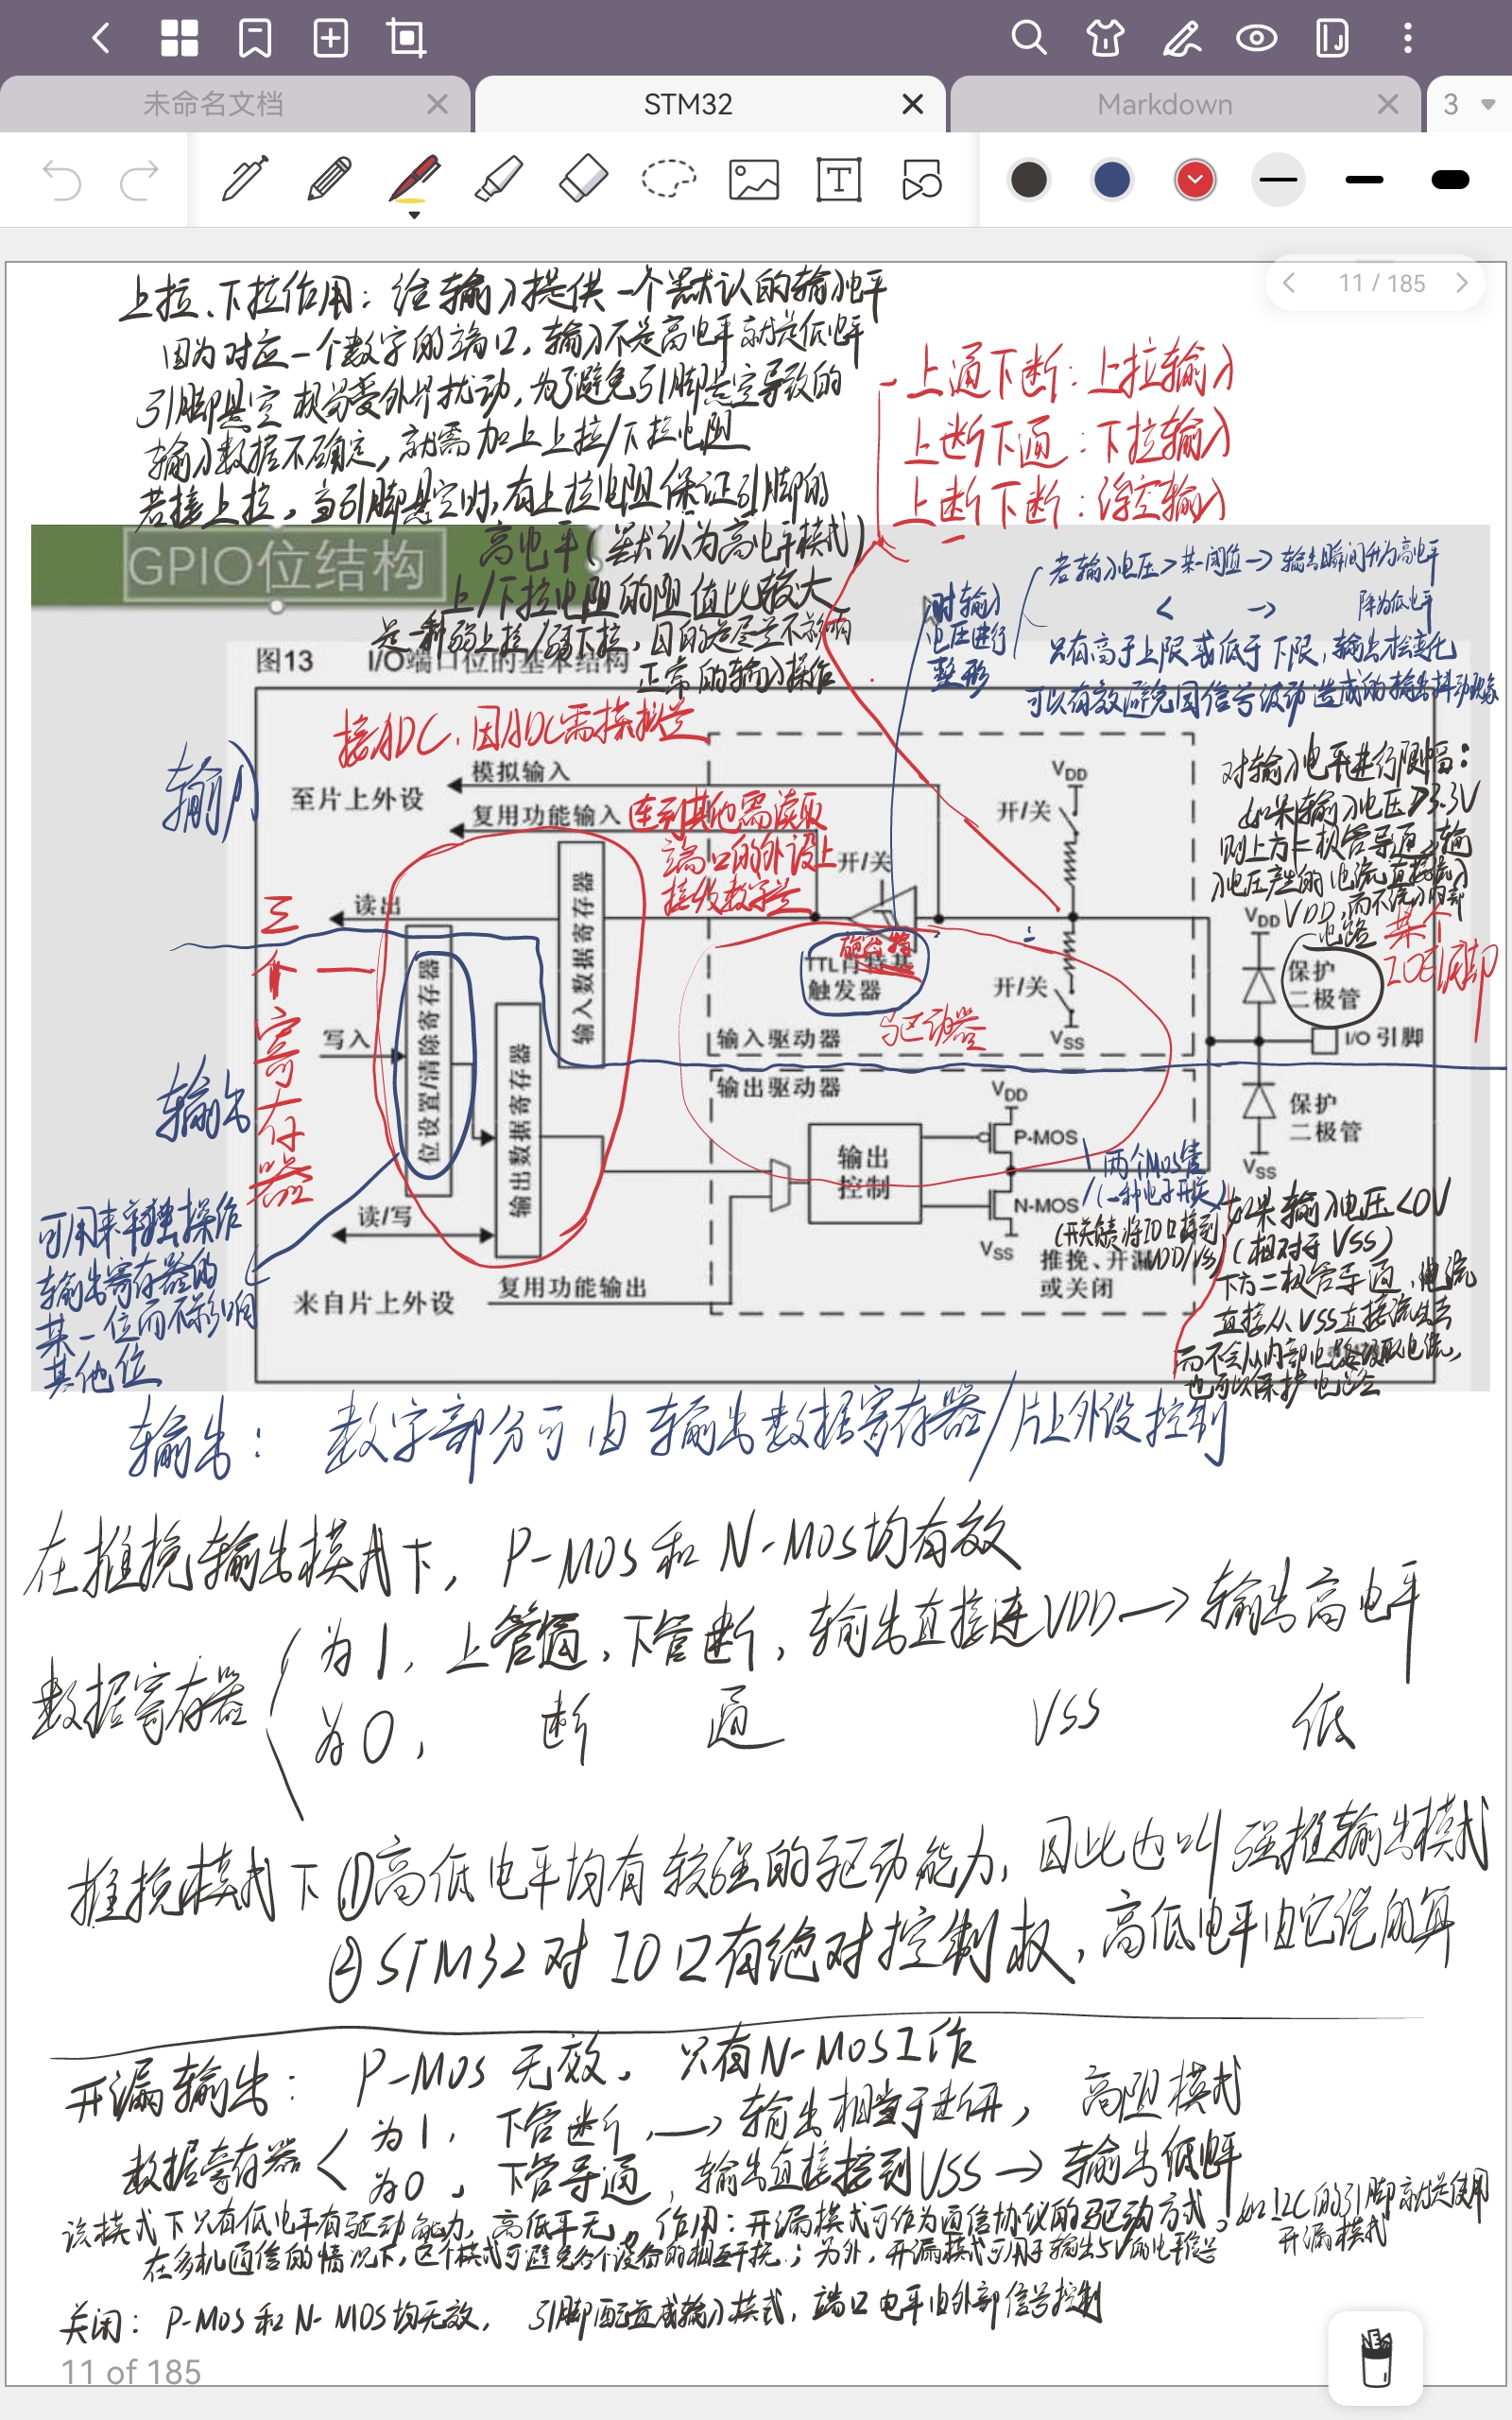 未命名文档
STM32
Markdown
3
11 / 185
上拉、下拉作用：给输入提供一个默认的输入电平
因为对应一个数字的端口，输入不是高电平就是低电平
引脚悬空极易受外界扰动，为了避免引脚悬空导致的
输入数据不确定，就需加上上拉/下拉电阻
若接上拉，当引脚悬空时，有上拉电阻保证引脚的
高电平（默认为高电平模式）
上/下拉电阻的阻值比较大
是一种弱上拉/弱下拉，目的是尽量不影响
正常的输入操作
上通下断：上拉输入
上断下通：下拉输入
上断下断：浮空输入
GPIO位结构
图13 I/O端口位的基本结构
对输入
电压进行
整形
若输入电压>某一阈值→输出瞬间升为高电平
< → 降为低电平
只有高于上限或低于下限，输出才会变化
可以有效避免因信号波动造成的输出抖动现象
接ADC，因ADC需模拟量
输入
至片上外设
模拟输入
复用功能输入
连到其他需读取
端口的外设上
接收数字量
开/关
VDD
开/关
对输入电平进行限幅：
如果输入电压>3.3V
则上方二极管导通，输
入电压产生的电流直接流入
VDD，而不流入内部
电路
某个
IO引脚
读出
三个寄存器
位设置/清除寄存器
输入数据寄存器
输出数据寄存器
施密特
TTL肖特基
触发器
开/关
VSS
输入驱动器
驱动器
VDD
保护
二极管
I/O 引脚
写入
输出
输出驱动器
VDD
P-MOS
输出
控制
N-MOS
VSS
推挽、开漏
或关闭
两个MOS管
（一种电子开关）
（开关负责将IO口接到
VDD/VSS）
保护
二极管
VSS
读/写
来自片上外设
复用功能输出
可用来单独操作
输出寄存器的
某一位而不影响
其他位
如果输入电压<0V
（相对于VSS）
下方二极管导通，电流
直接从VSS直接流出去
而不会从内部电路汲取电流，
也可以保护电路
输出： 数字部分可由输出数据寄存器/片上外设控制
在推挽输出模式下，P-MOS和N-MOS均有效
数据寄存器
为1，上管通，下管断，输出直接连VDD→输出高电平
为0， 断 通 VSS 低
推挽模式下 ①高低电平均有较强的驱动能力，因此也叫强推输出模式
②STM32对IO口有绝对控制权，高低电平由它说的算
开漏输出： P-MOS无效，只有N-MOS工作
数据寄存器
为1，下管断，→输出相当于断开，高阻模式
为0，下管导通，输出直接接到VSS→输出低电平
该模式下只有低电平有驱动能力，高低平无。作用：开漏模式可作为通信协议的驱动方式，如I2C的引脚就是使用
开漏模式
在多机通信的情况下，这个模式可避免各个设备的相互干扰；另外，开漏模式可用于输出5V的电平信号
关闭：P-MOS和N-MOS均无效，引脚配置成输入模式，端口电平由外部信号控制
11 of 185